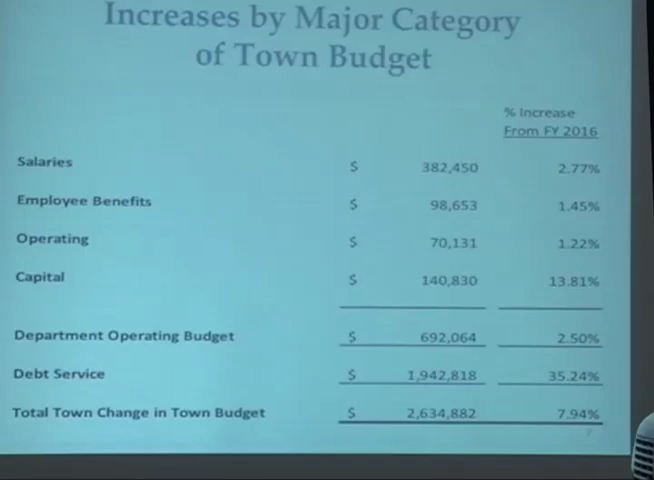 Increases by Major Category
of Town Budget
% Increase
From FY 2016
Salaries $ 382,450 2.77%
Employee Benefits $ 98,653 1.45%
Operating $ 70,131 1.22%
Capital $ 140,830 13.81%
Department Operating Budget $ 692,064 2.50%
Debt Service $ 1,942,818 35.24%
Total Town Change in Town Budget $ 2,634,882 7.94%